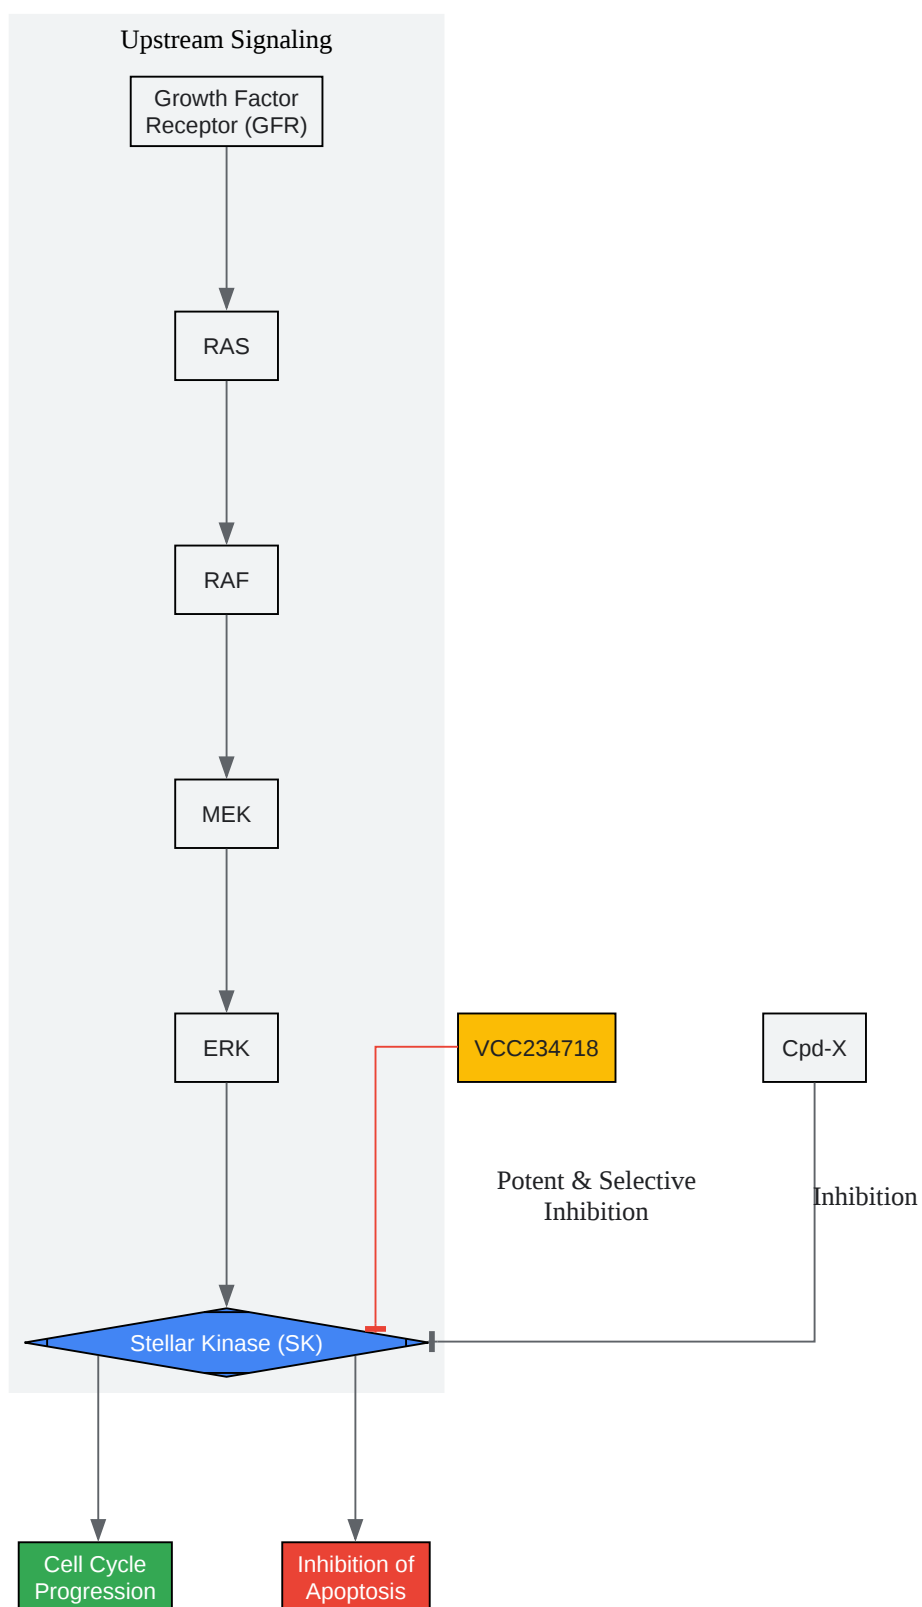 Upstream Signaling
Growth Factor
Receptor (GFR)
RAS
RAF
MEK
ERK
VCC234718
Cpd-X
Potent & Selective
Inhibition
Inhibition
Stellar Kinase (SK)
Cell Cycle
Progression
Inhibition of
Apoptosis